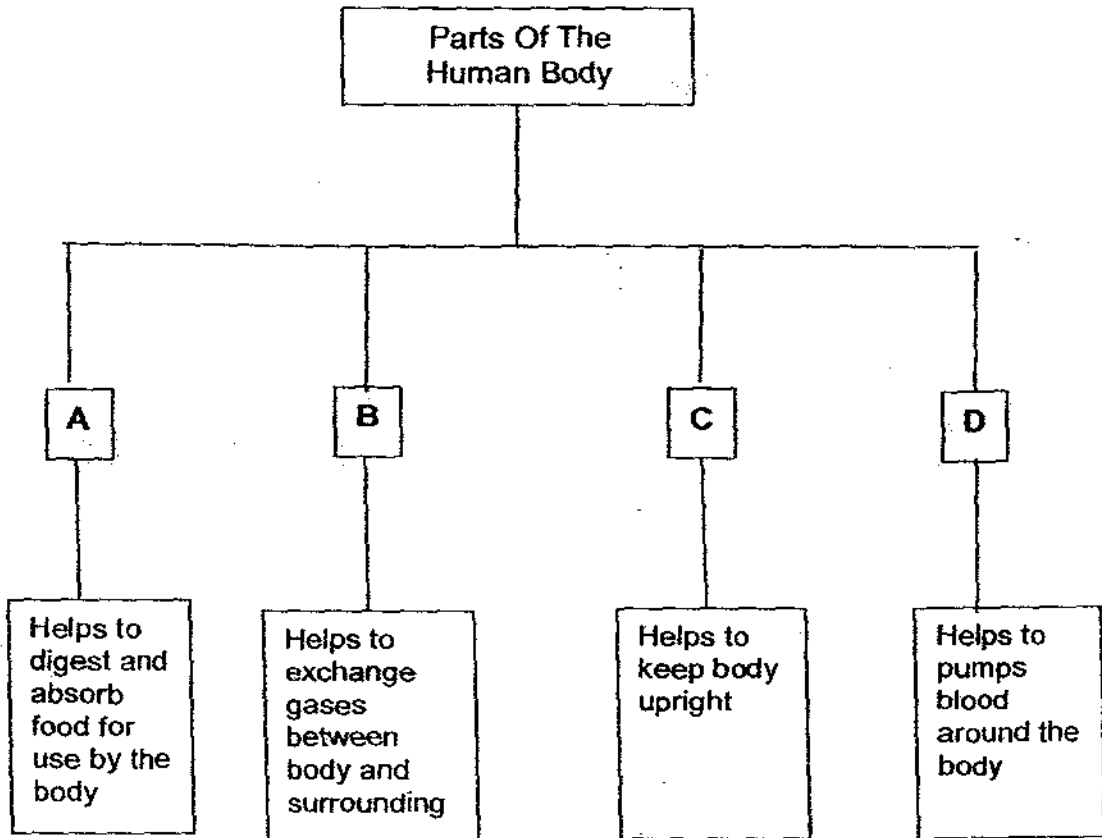 Parts Of The
Human Body
A
B
C
D
Helps to
digest and
absorb
food for
use by the
body
Helps to
exchange
gases
between
body and
surrounding
Helps to
keep body
upright
Helps to
pumps
blood
around the
body